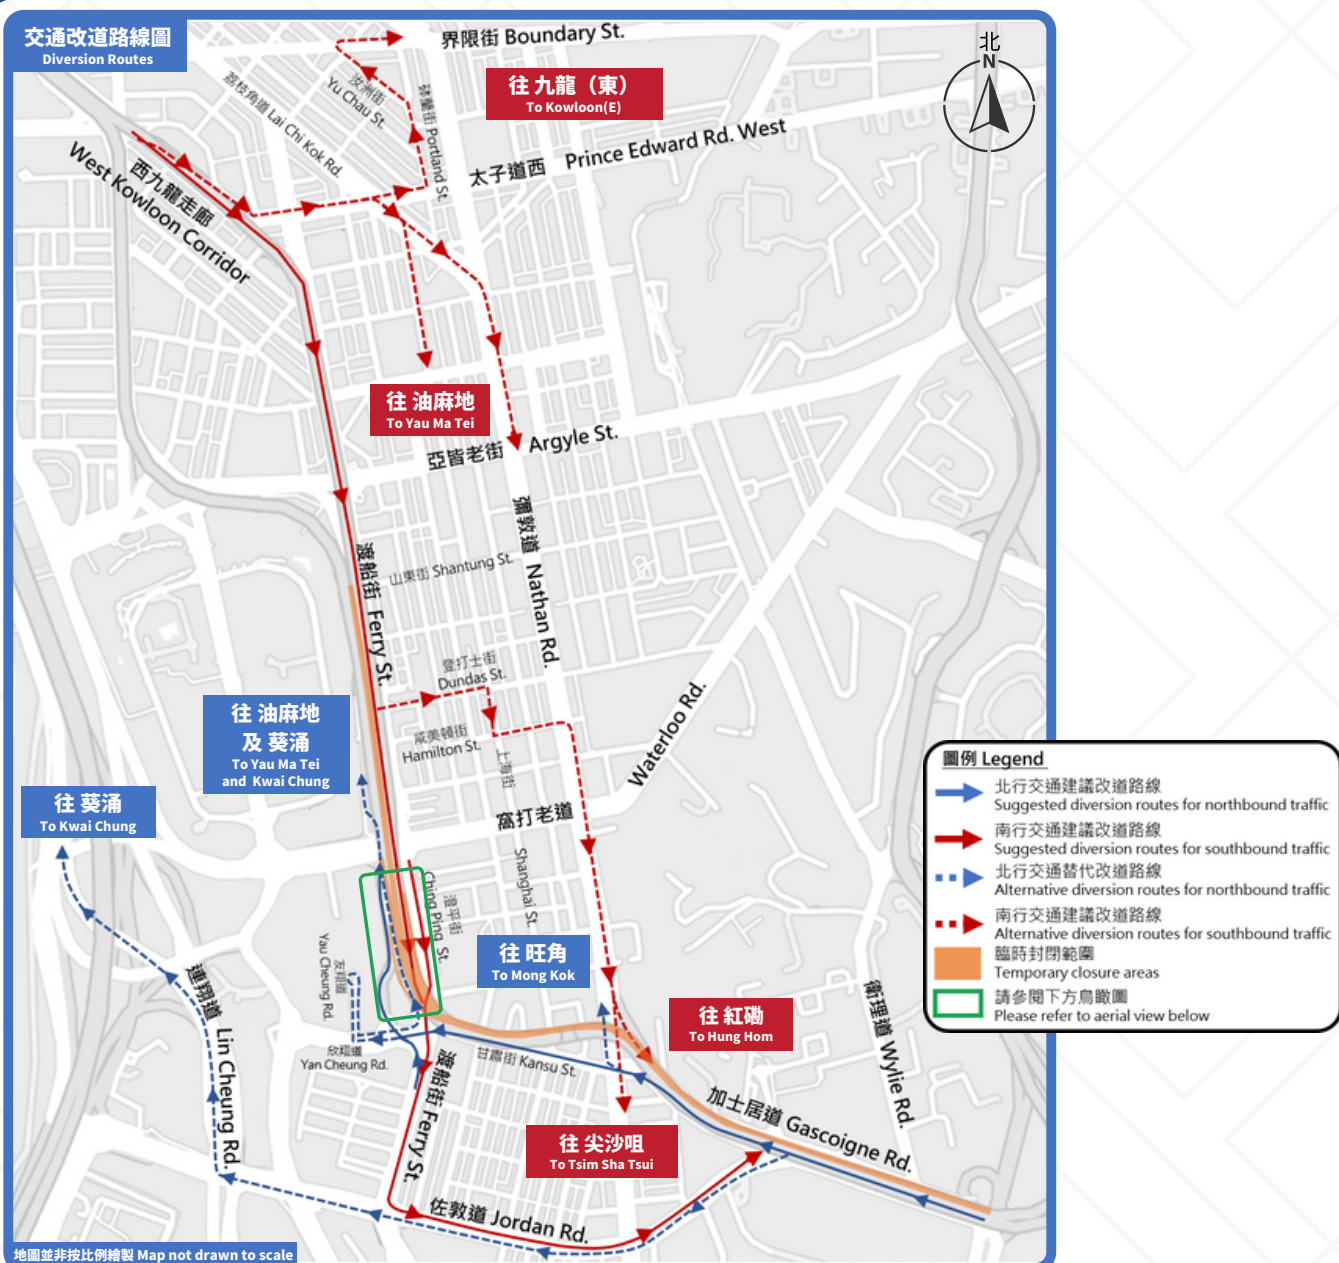 交通改道路線圖
Diversion Routes
界限街 Boundary St.
北
N
往 九龍（東）
To Kowloon(E)
荔枝角道 Lai Chi Kok Rd.
汝洲街
Yu Chau St.
砵蘭街 Portland St.
太子道西 Prince Edward Rd. West
西九龍走廊
West Kowloon Corridor
往 油麻地
To Yau Ma Tei
亞皆老街 Argyle St.
彌敦道 Nathan Rd.
渡船街 Ferry St.
山東街 Shantung St.
登打士街
Dundas St.
咸美頓街
Hamilton St.
上海街
Shanghai St.
窩打老道
Waterloo Rd.
往 油麻地
及 葵涌
To Yau Ma Tei
and Kwai Chung
往 葵涌
To Kwai Chung
澄平街
Ching Ping St.
友翔道
Yau Cheung Rd.
往 旺角
To Mong Kok
連翔道 Lin Cheung Rd.
欣翔道
Yan Cheung Rd.
甘肅街 Kansu St.
往 紅磡
To Hung Hom
衛理道 Wylie Rd.
加士居道 Gascoigne Rd.
渡船街 Ferry St.
往 尖沙咀
To Tsim Sha Tsui
佐敦道 Jordan Rd.
地圖並非按比例繪製 Map not drawn to scale
圖例 Legend
北行交通建議改道路線
Suggested diversion routes for northbound traffic
南行交通建議改道路線
Suggested diversion routes for southbound traffic
北行交通替代改道路線
Alternative diversion routes for northbound traffic
南行交通建議改道路線
Alternative diversion routes for southbound traffic
臨時封閉範圍
Temporary closure areas
請參閱下方鳥瞰圖
Please refer to aerial view below